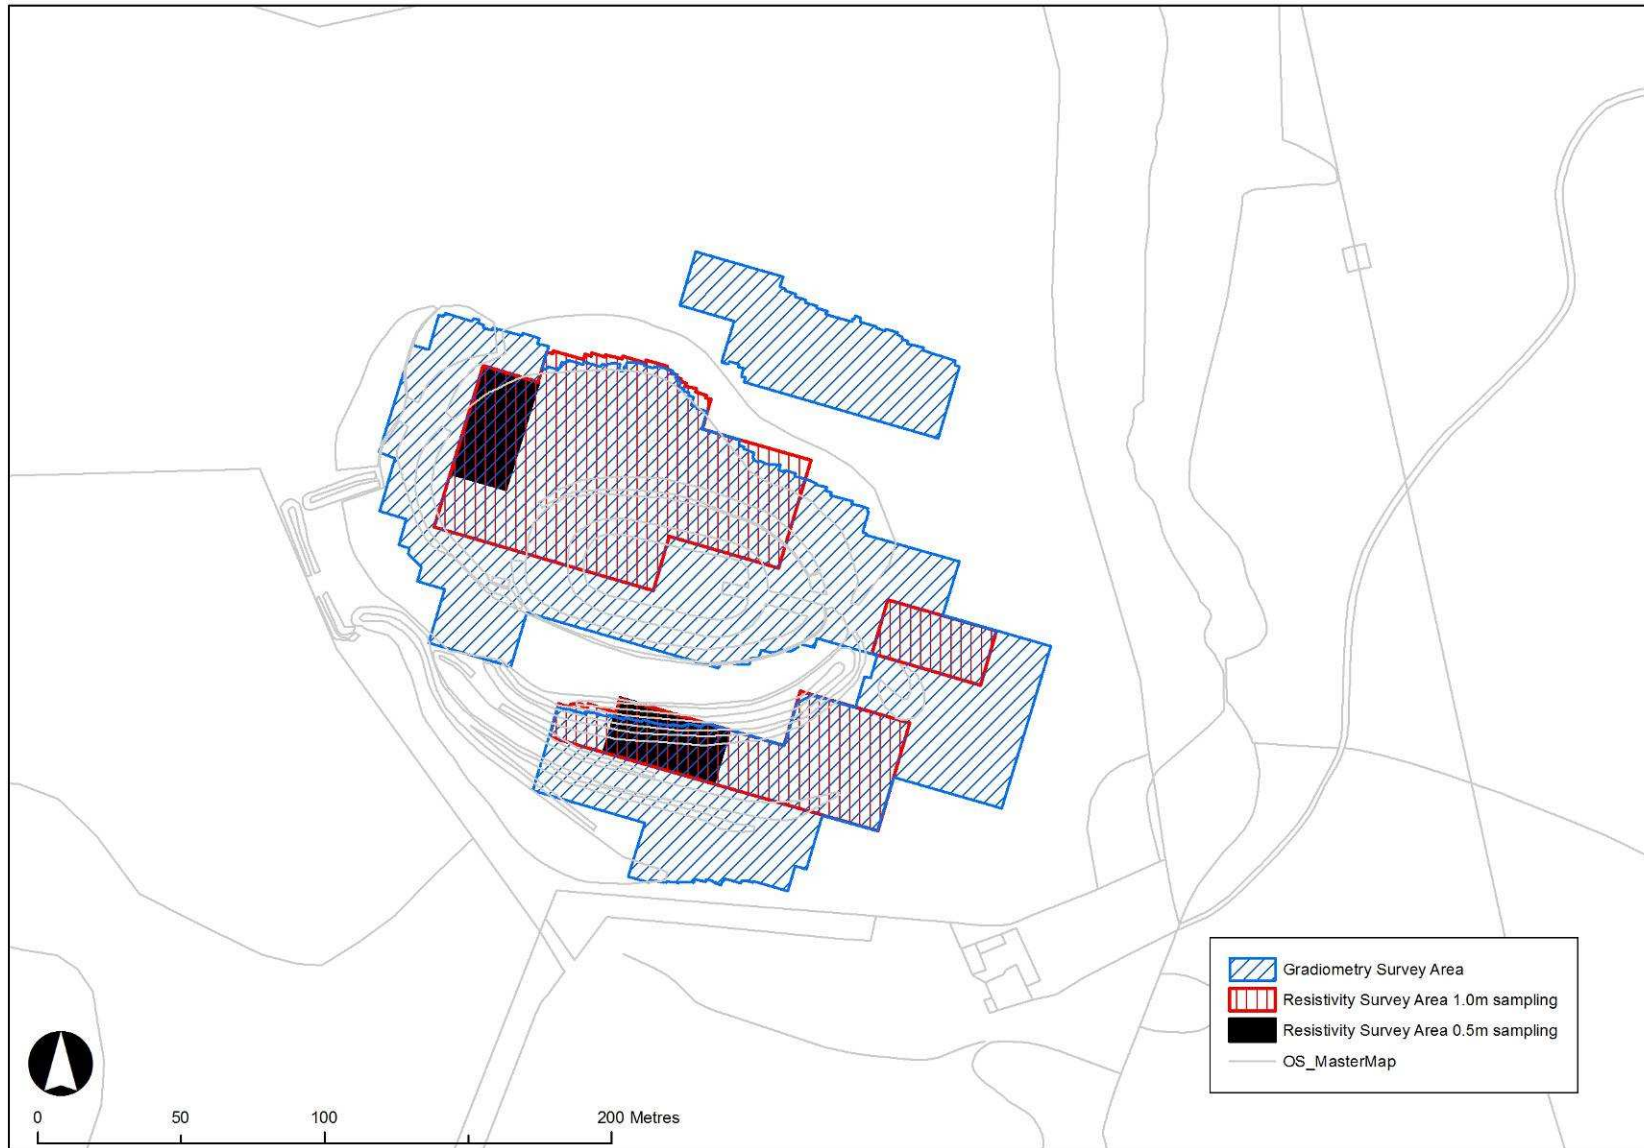 Gradiometry Survey Area
Resistivity Survey Area 1.0m sampling
Resistivity Survey Area 0.5m sampling
OS_MasterMap
0 50 100 200 Metres